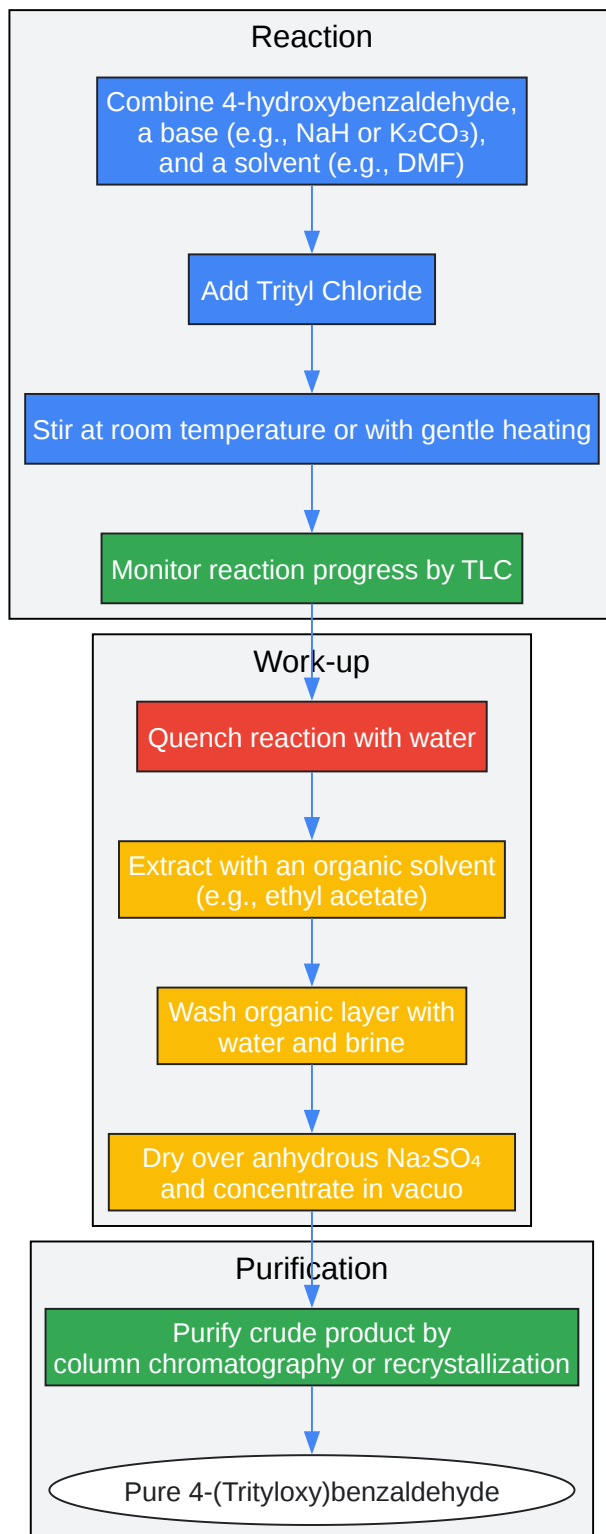 Reaction
Combine 4-hydroxybenzaldehyde,
a base (e.g., NaH or K₂CO₃),
and a solvent (e.g., DMF)
Add Trityl Chloride
Stir at room temperature or with gentle heating
Monitor reaction progress by TLC
Work-up
Quench reaction with water
Extract with an organic solvent
(e.g., ethyl acetate)
Wash organic layer with
water and brine
Dry over anhydrous Na₂SO₄
and concentrate in vacuo
Purification
Purify crude product by
column chromatography or recrystallization
Pure 4-(Trityloxy)benzaldehyde